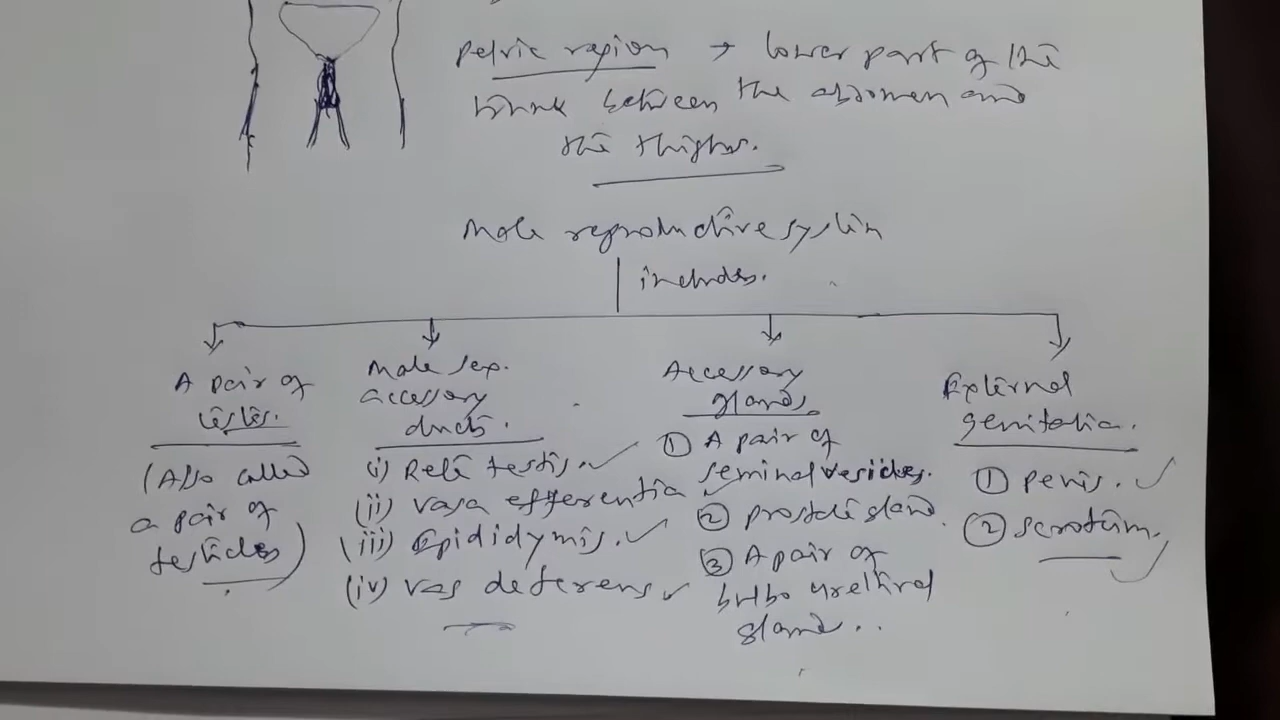 Pelvic region → lower part of the
trunk between the abdomen and
the thighs.
Male reproductive system
includes.
A pair of
testes.
(Also called
a pair of
testicles)
Male sex.
accessory
ducts.
(i) Rete testis. ✓
(ii) vasa efferentia ✓
(iii) Epididymis. ✓
(iv) vas deferens ✓
Accessory
glands.
① A pair of
seminal vesicles.
② prostate gland.
③ A pair of
bulbo urethral
gland..
External
genitalia.
① penis. ✓
② scrotum. ✓